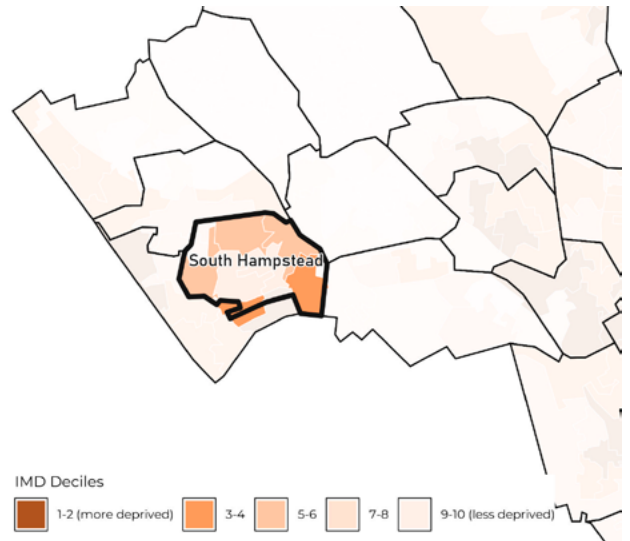 South Hampstead
IMD Deciles
1-2 (more deprived) 3-4 5-6 7-8 9-10 (less deprived)